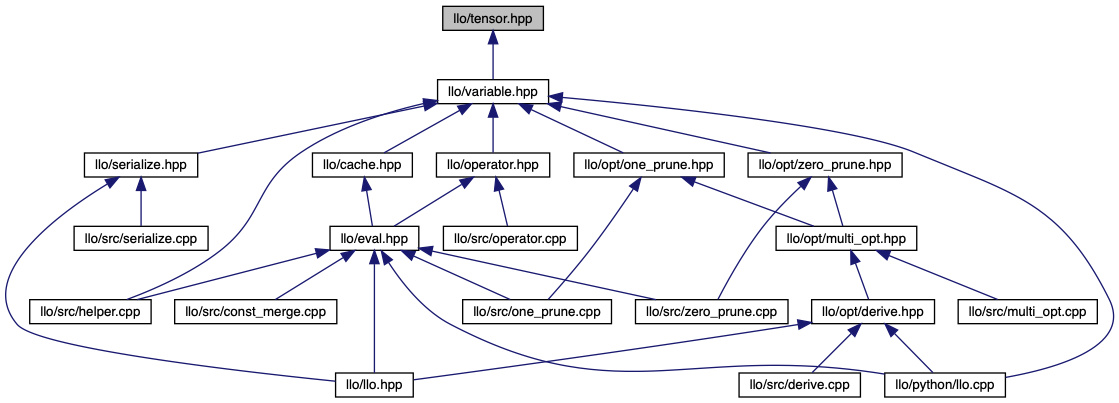 llo/tensor.hpp
llo/variable.hpp
llo/serialize.hpp
llo/cache.hpp
llo/operator.hpp
llo/opt/one_prune.hpp
llo/opt/zero_prune.hpp
llo/src/serialize.cpp
llo/eval.hpp
llo/src/operator.cpp
llo/opt/multi_opt.hpp
llo/src/helper.cpp
llo/src/const_merge.cpp
llo/src/one_prune.cpp
llo/src/zero_prune.cpp
llo/opt/derive.hpp
llo/src/multi_opt.cpp
llo/llo.hpp
llo/src/derive.cpp
llo/python/llo.cpp